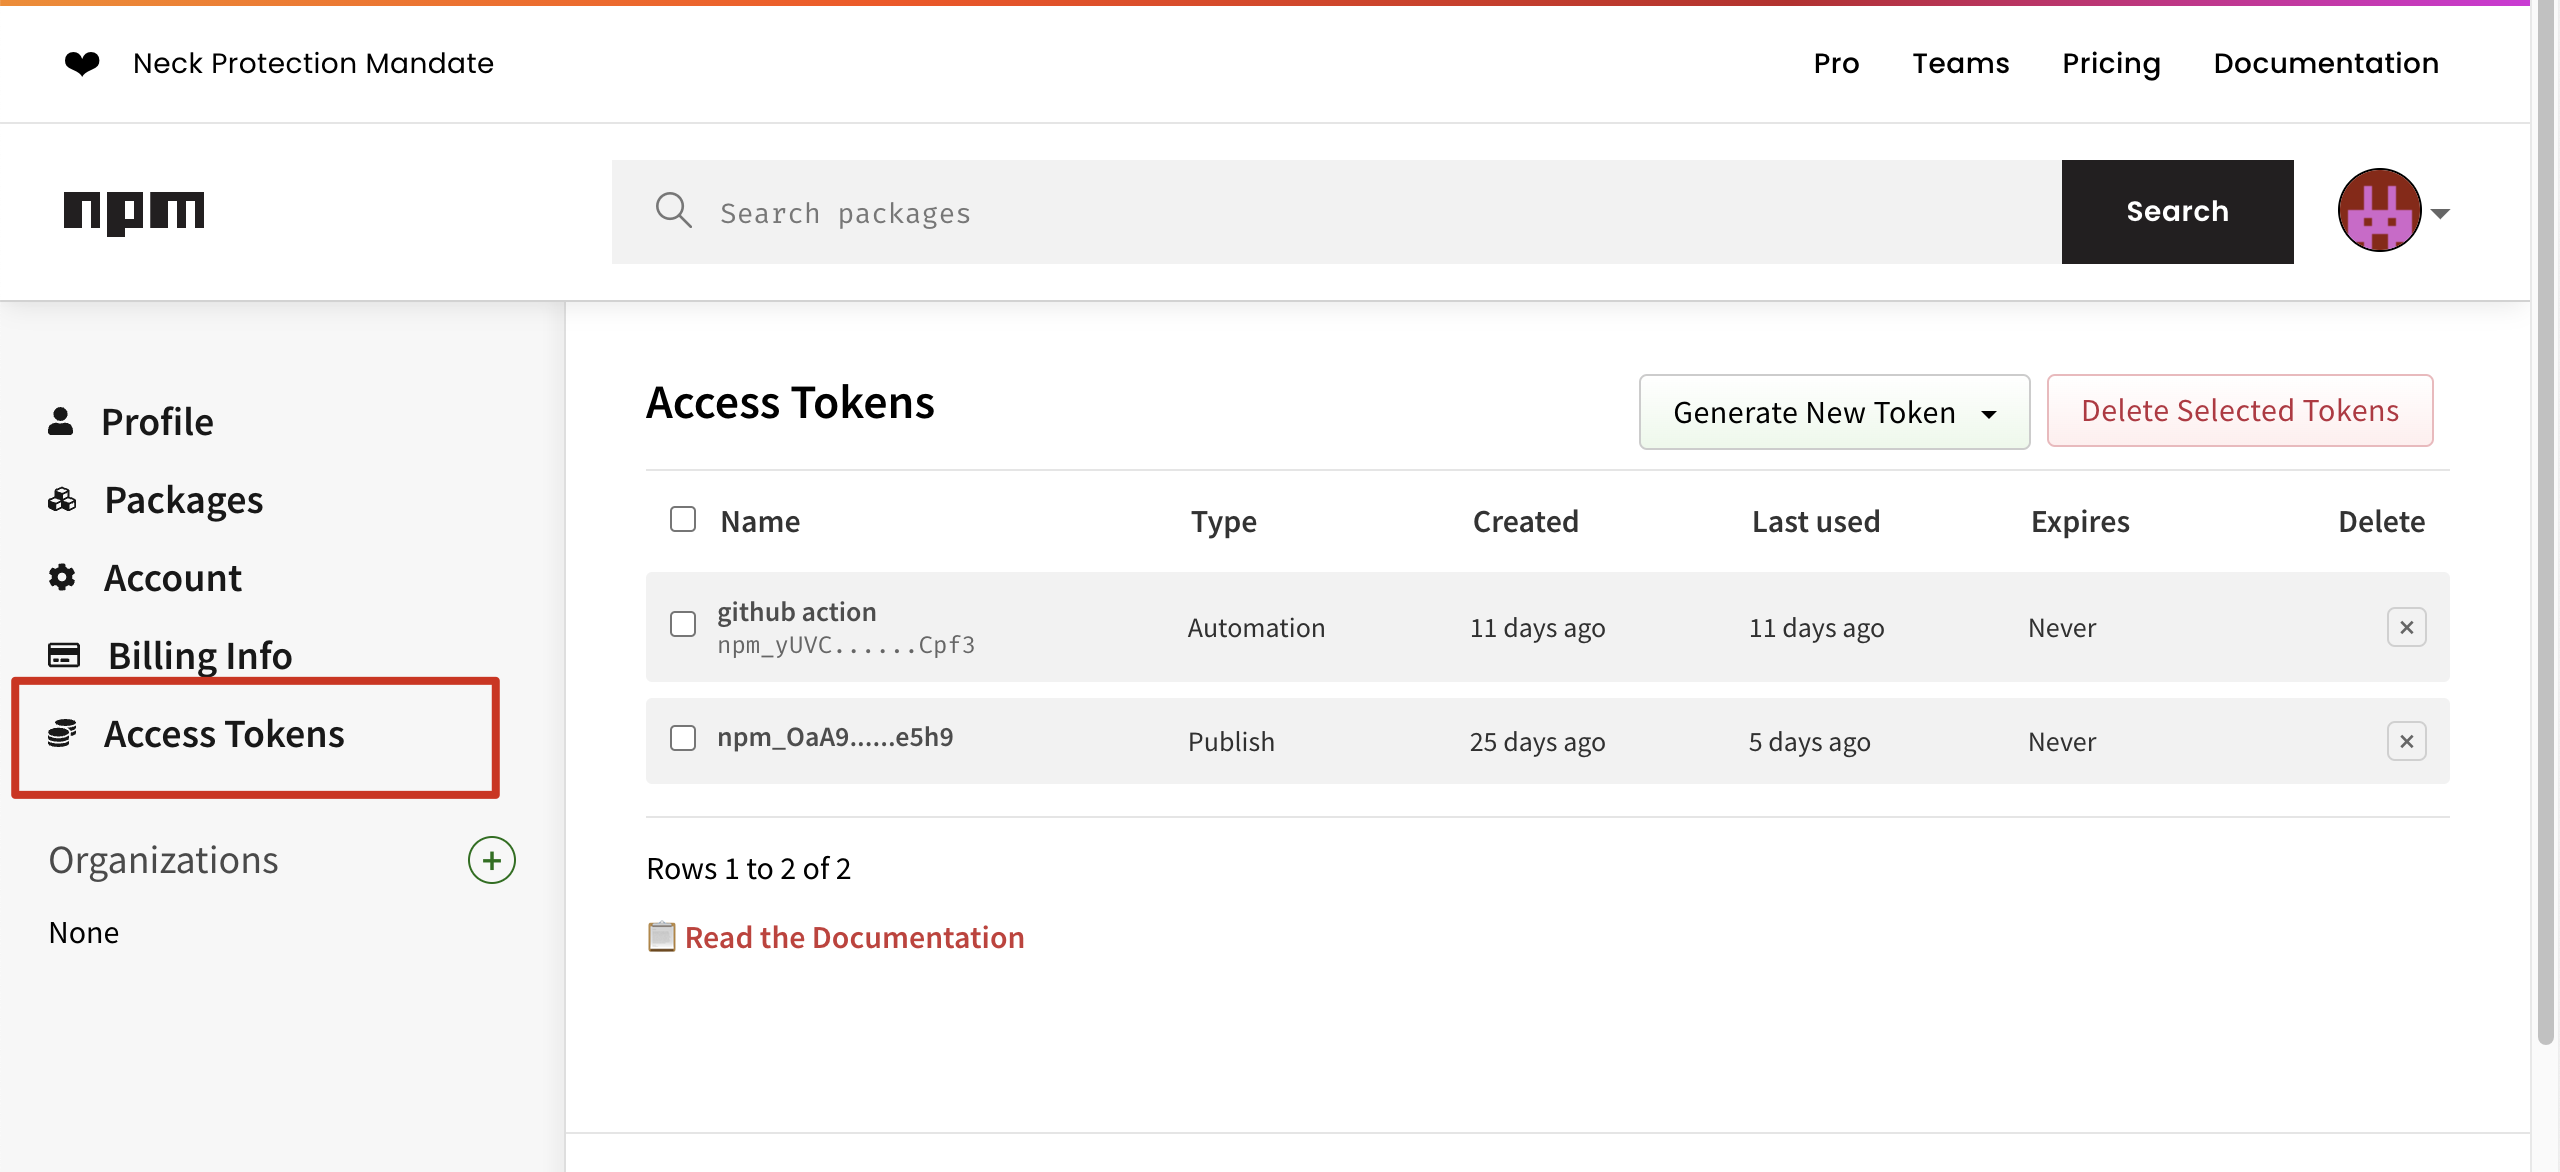 Neck Protection Mandate
Pro Teams Pricing Documentation
npm
Search packages
Search
Profile
Packages
Account
Billing Info
Access Tokens
Organizations
None
Access Tokens
Generate New Token
Delete Selected Tokens
Name Type Created Last used Expires Delete
github action
npm_yUVC......Cpf3
Automation 11 days ago 11 days ago Never
npm_OaA9......e5h9 Publish 25 days ago 5 days ago Never
Rows 1 to 2 of 2
Read the Documentation